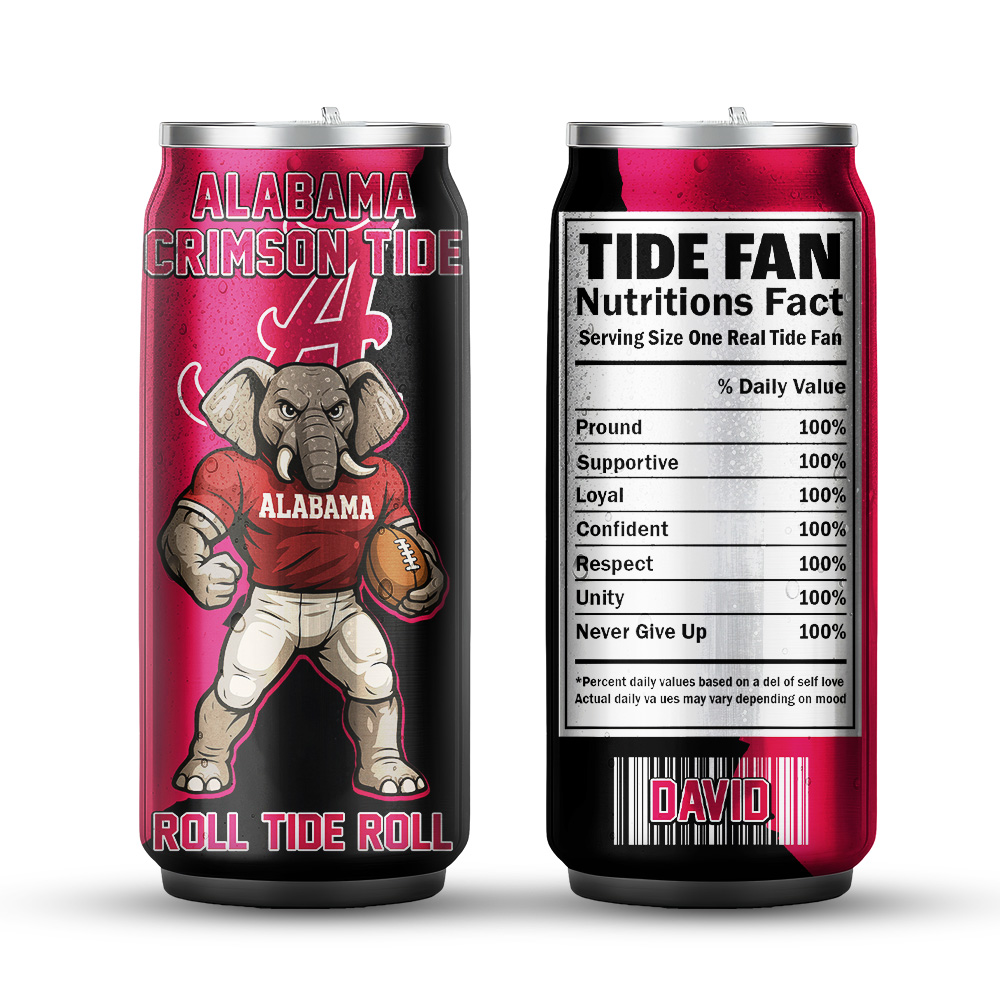 ALABAMA
CRIMSON TIDE
A
ALABAMA
ROLL TIDE ROLL
TIDE FAN
Nutritions Fact
Serving Size One Real Tide Fan
% Daily Value
Pround 100%
Supportive 100%
Loyal 100%
Confident 100%
Respect 100%
Unity 100%
Never Give Up 100%
*Percent daily values based on a del of self love
Actual daily va ues may vary depending on mood
DAVID